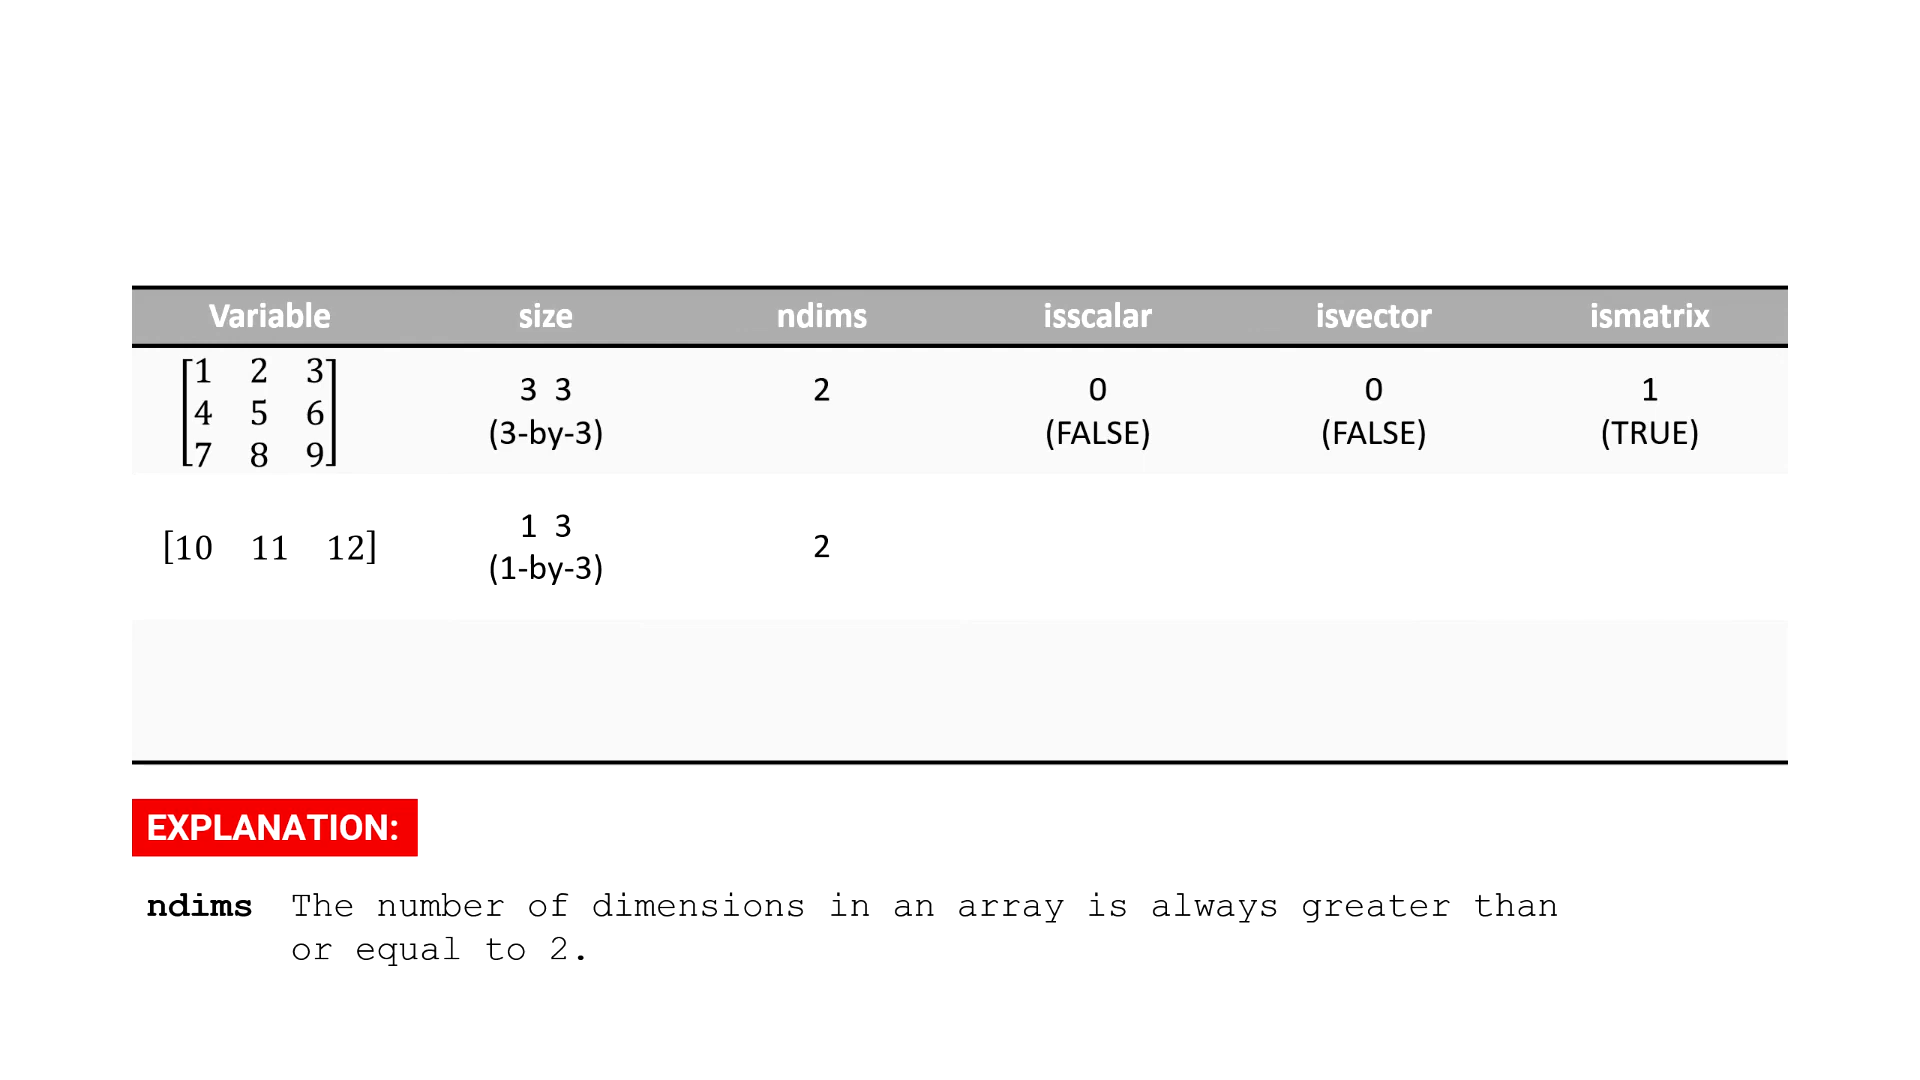 Variable size ndims isscalar isvector ismatrix
[1 2 3
4 5 6
7 8 9]
3 3
(3-by-3)
2
0
(FALSE)
0
(FALSE)
1
(TRUE)
[10 11 12]
1 3
(1-by-3)
2
EXPLANATION:
ndims The number of dimensions in an array is always greater than
or equal to 2.